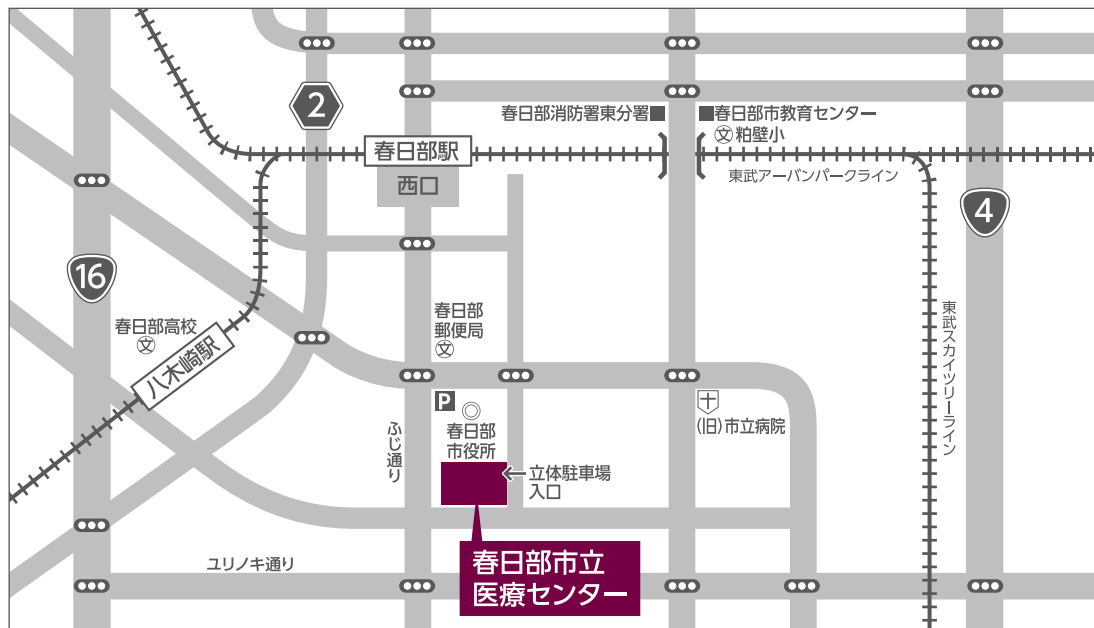 2
春日部消防署東分署
春日部市教育センター
文 粕壁小
春日部駅
西口
東武アーバンパークライン
4
16
春日部高校
文
八木崎駅
春日部
郵便局
文
東武スカイツリーライン
P
春日部
市役所
ふじ通り
(旧)市立病院
立体駐車場
入口
ユリノキ通り
春日部市立
医療センター